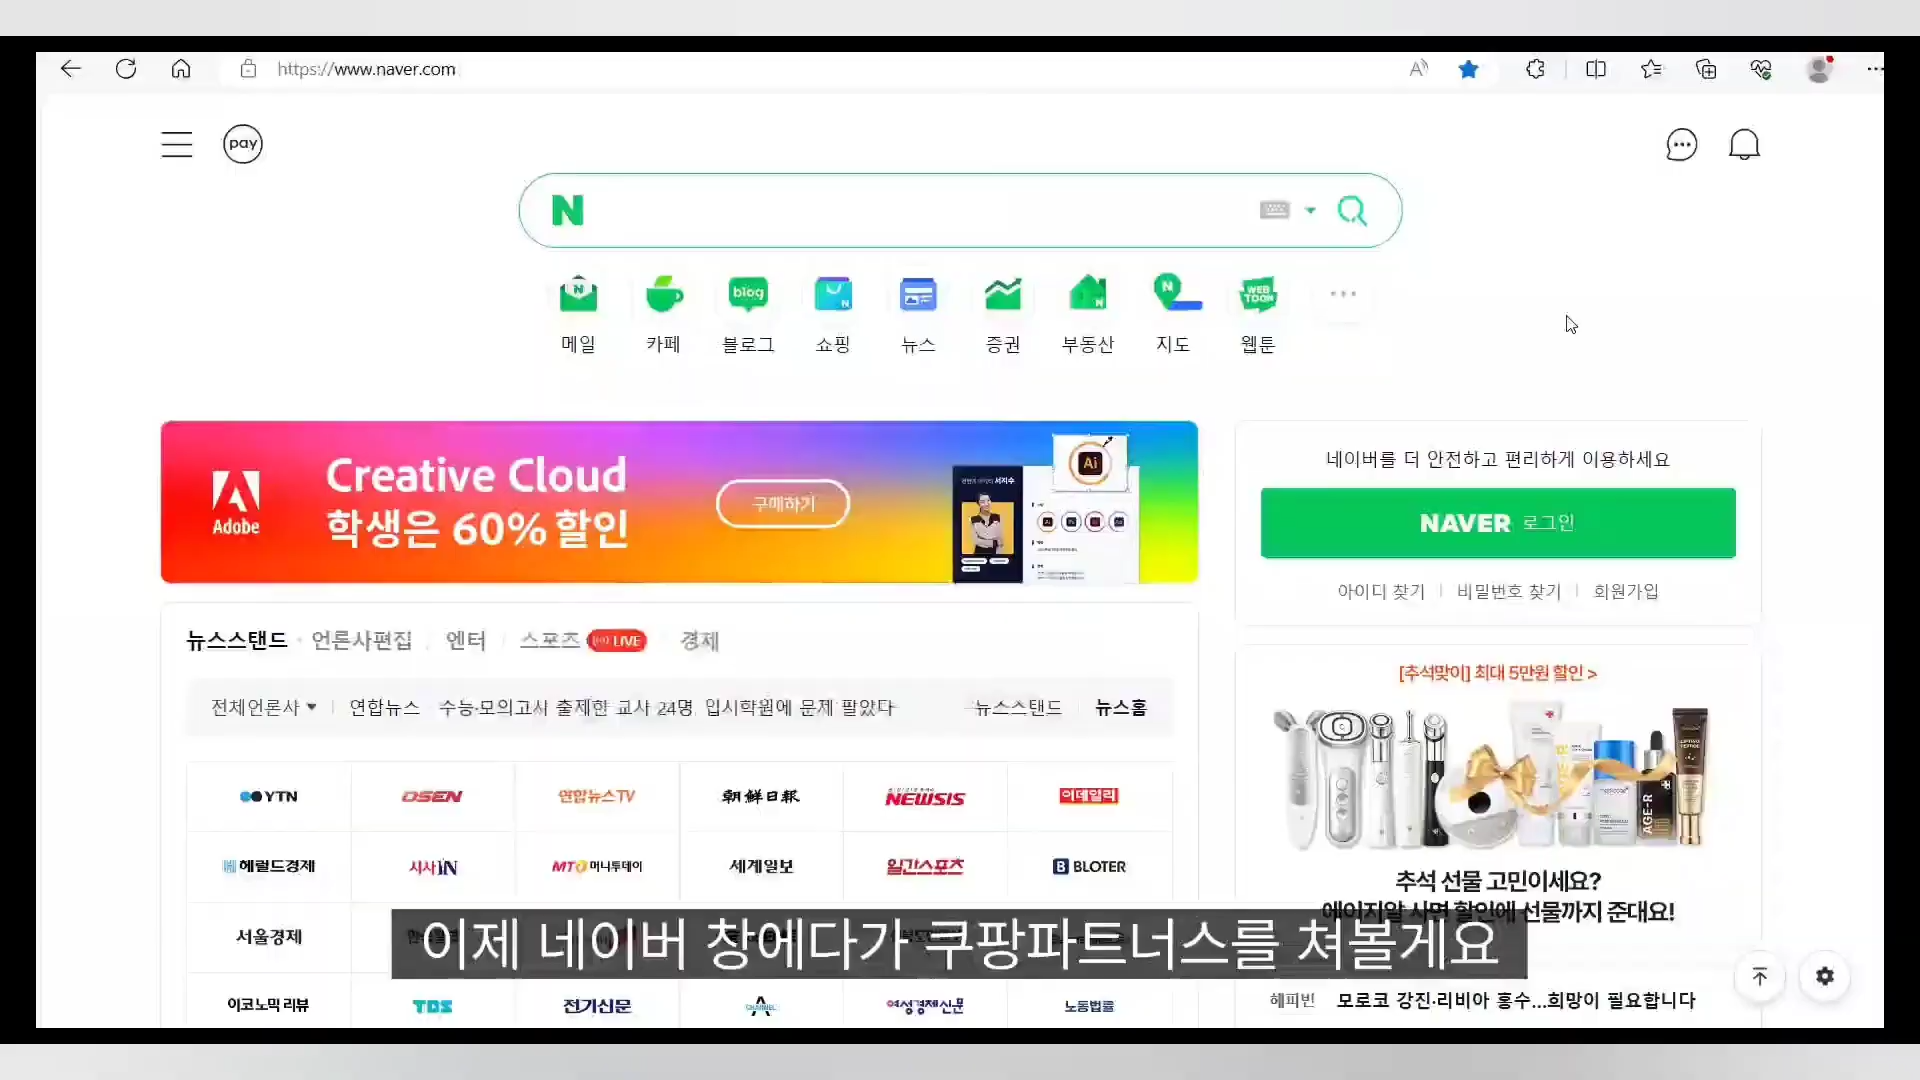 https://www.naver.com
pay
N
메일
카페
blog
블로그
쇼핑
뉴스
증권
부동산
지도
WEB TOON
웹툰
Adobe
Creative Cloud
학생은 60% 할인
구매하기
Ai
네이버를 더 안전하고 편리하게 이용하세요
NAVER 로그인
아이디 찾기
비밀번호 찾기
회원가입
뉴스스탠드
언론사편집
엔터
스포츠
LIVE
경제
전체언론사
연합뉴스
수능·모의고사 출제한 교사 24명, 입시학원에 문제 팔았다
뉴스스탠드
뉴스홈
YTN
OSEN
연합뉴스TV
朝鮮日報
NEWSIS
이데일리
헤럴드경제
시사IN
MT 머니투데이
세계일보
일간스포츠
B BLOTER
서울경제
이코노믹 리뷰
TBS
전기신문
여성경제신문
노동법률
[추석맞이] 최대 5만원 할인 >
AGE-R
추석 선물 고민이세요?
에이지알 사면 할인에 선물까지 준대요!
해피빈
모로코 강진·리비아 홍수...희망이 필요합니다
이제 네이버 창에다가 쿠팡파트너스를 쳐볼게요